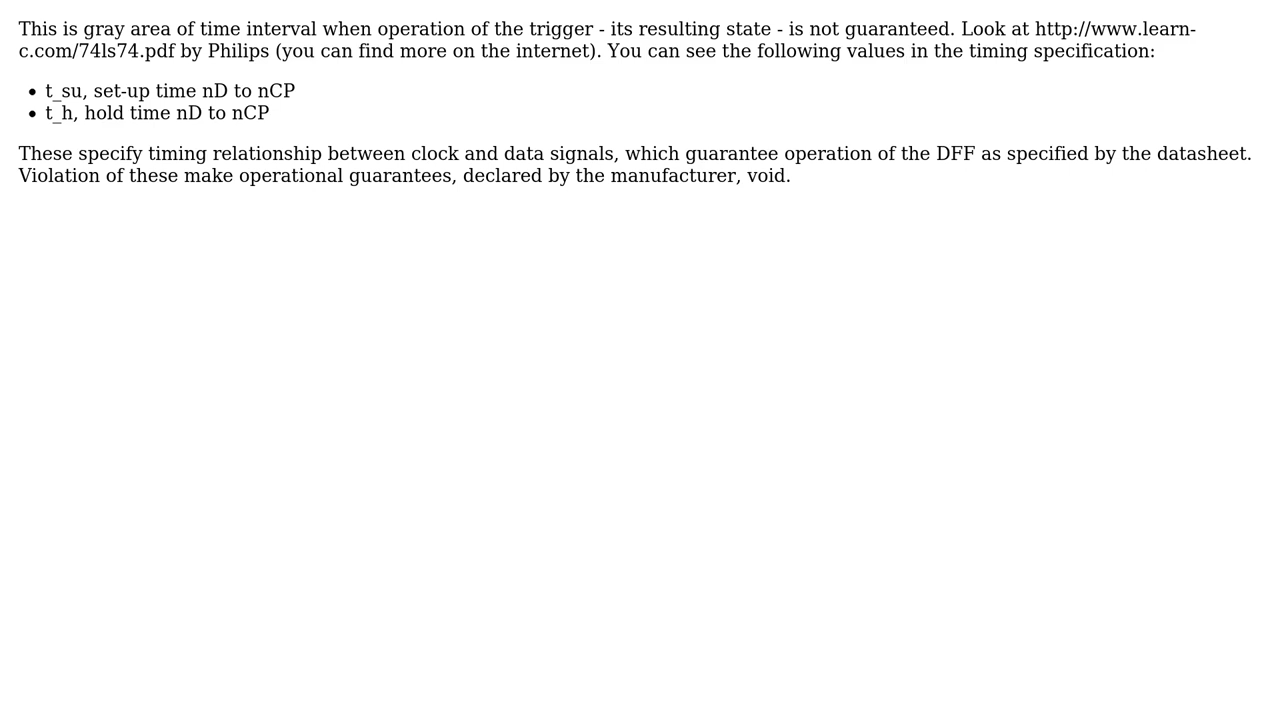 This is gray area of time interval when operation of the trigger - its resulting state - is not guaranteed. Look at http://www.learn-
c.com/74ls74.pdf by Philips (you can find more on the internet). You can see the following values in the timing specification:
• t_su, set-up time nD to nCP
• t_h, hold time nD to nCP
These specify timing relationship between clock and data signals, which guarantee operation of the DFF as specified by the datasheet.
Violation of these make operational guarantees, declared by the manufacturer, void.